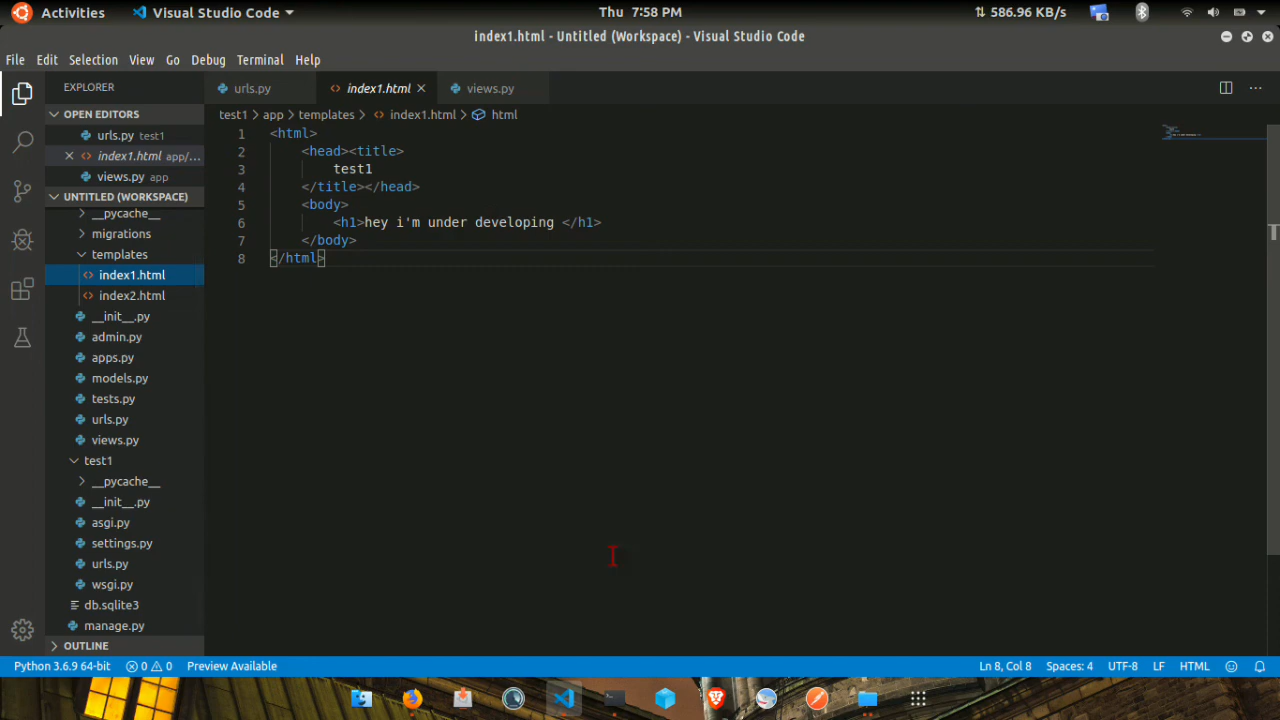 Activities Visual Studio Code Thu 7:58 PM 586.96 KB/s
index1.html - Untitled (Workspace) - Visual Studio Code
File Edit Selection View Go Debug Terminal Help
EXPLORER
OPEN EDITORS
urls.py test1
index1.html app/...
views.py app
UNTITLED (WORKSPACE)
__pycache__
migrations
templates
index1.html
index2.html
__init__.py
admin.py
apps.py
models.py
tests.py
urls.py
views.py
test1
__pycache__
__init__.py
asgi.py
settings.py
urls.py
wsgi.py
db.sqlite3
manage.py
OUTLINE
urls.py index1.html views.py
test1 > app > templates > index1.html > html
1 <html>
2 <head><title>
3 test1
4 </title></head>
5 <body>
6 <h1>hey i'm under developing </h1>
7 </body>
8 </html>
Python 3.6.9 64-bit 0 0 Preview Available Ln 8, Col 8 Spaces: 4 UTF-8 LF HTML